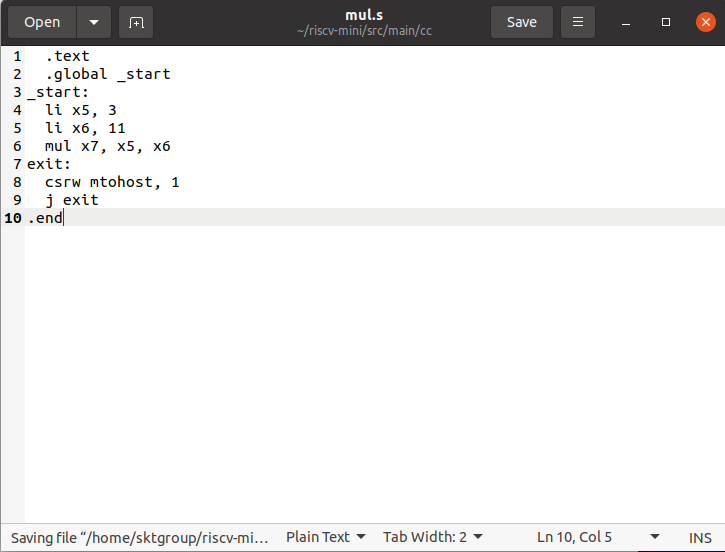 Open
mul.s
~/riscv-mini/src/main/cc
Save
1 .text
2 .global _start
3 _start:
4 li x5, 3
5 li x6, 11
6 mul x7, x5, x6
7 exit:
8 csrw mtohost, 1
9 j exit
10 .end
Saving file “/home/sktgroup/riscv-mi… Plain Text Tab Width: 2 Ln 10, Col 5 INS